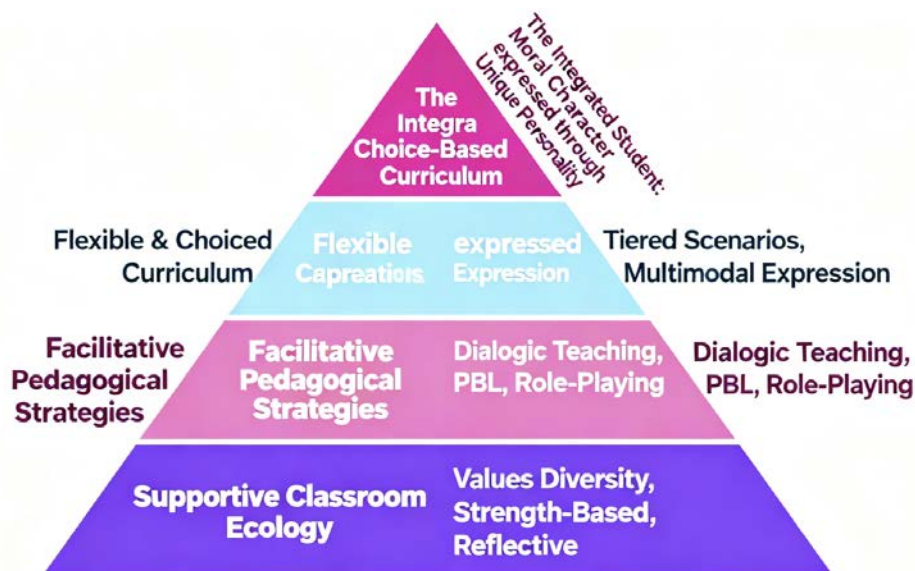 The Integrated Student:
Moral Character
expressed through
Unique Personality
The
Integra
Choice-Based
Curriculum
Flexible & Choiced
Curriculum
Flexible
Capreatioıs
expressed
Expression
Tiered Scenarios,
Multimodal Expression
Facilitative
Pedagogical
Strategies
Facilitative
Pedagogical
Strategies
Dialogic Teaching,
PBL, Role-Playing
Dialogic Teaching,
PBL, Role-Playing
Supportive Classroom
Ecology
Values Diversity,
Strength-Based,
Reflective